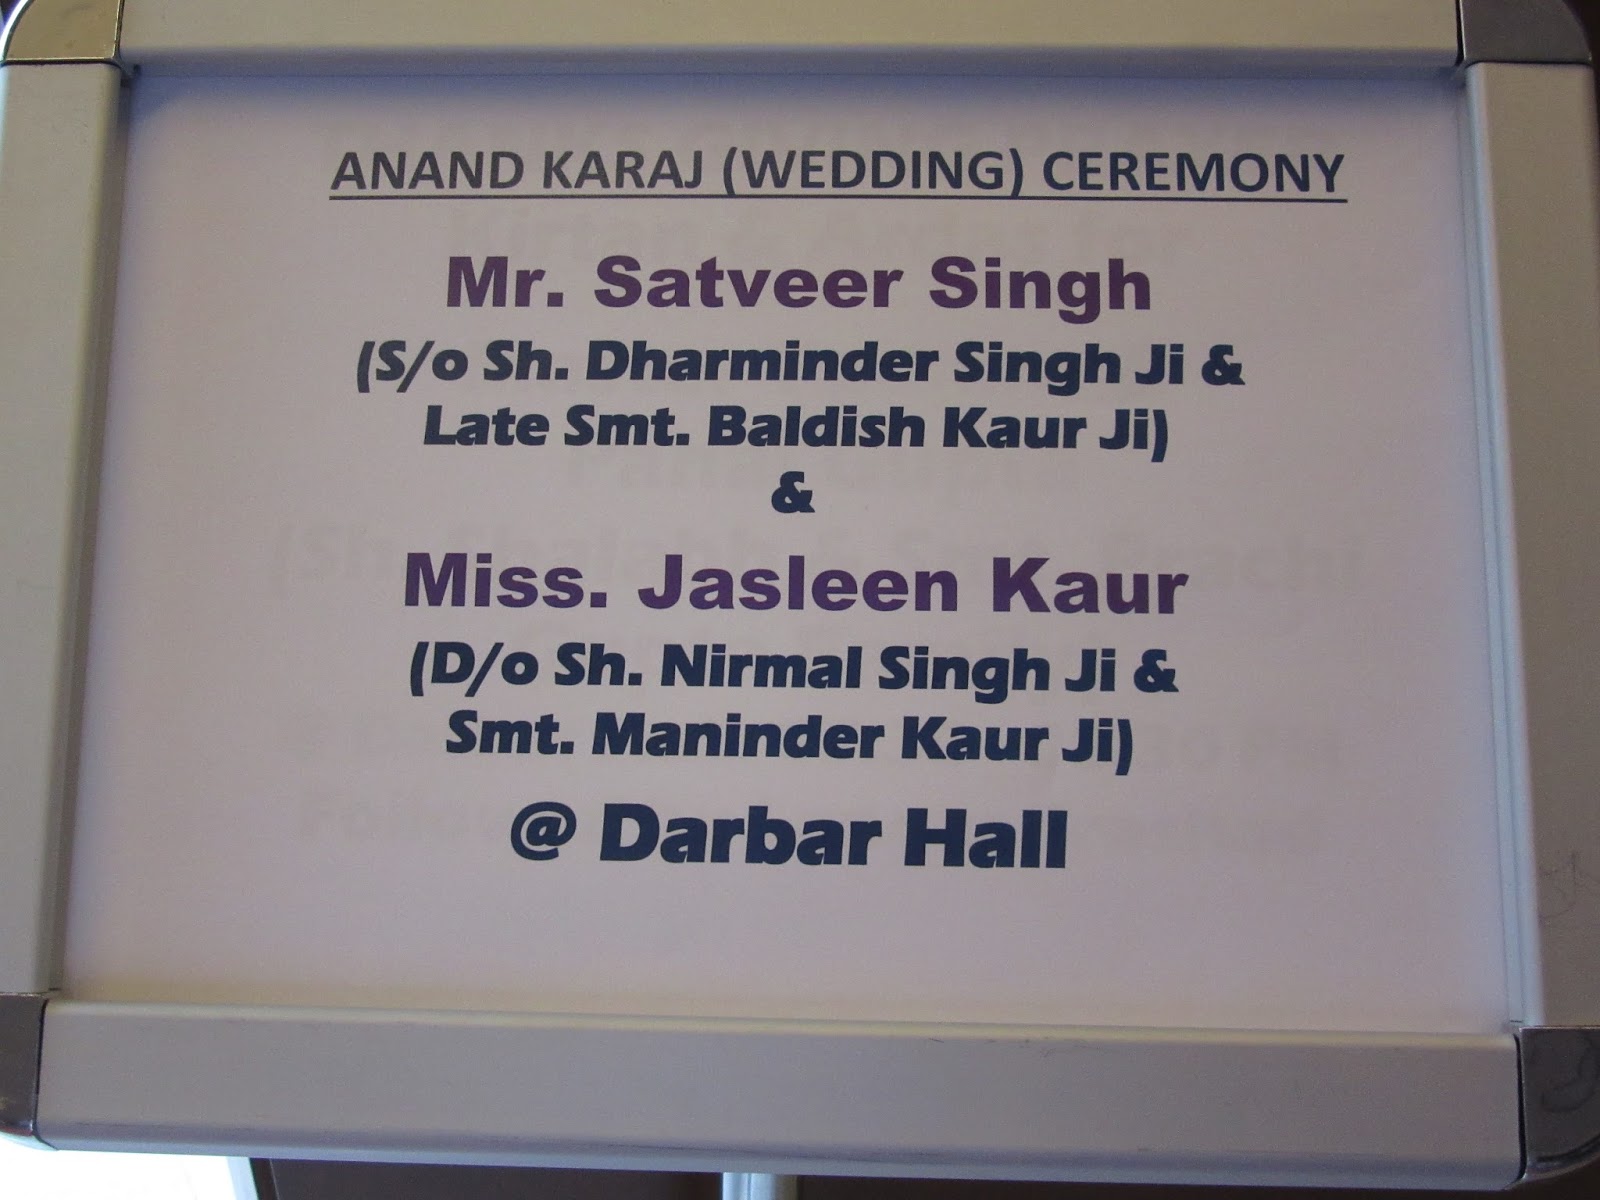 ANAND KARAJ (WEDDING) CEREMONY
Mr. Satveer Singh
(S/o Sh. Dharminder Singh Ji &
Late Smt. Baldish Kaur Ji)
&
Miss. Jasleen Kaur
(D/o Sh. Nirmal Singh Ji &
Smt. Maninder Kaur Ji)
@ Darbar Hall